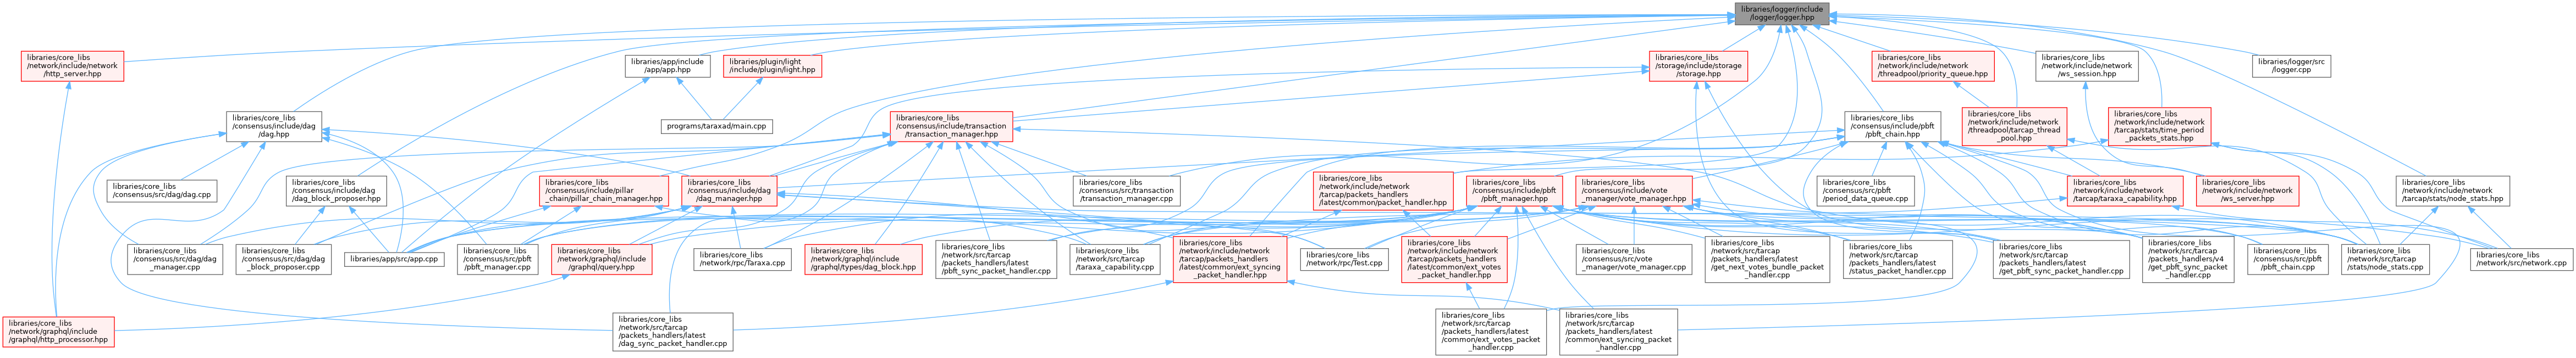 libraries/logger/include
/logger/logger.hpp
libraries/core_libs
/network/include/network
/http_server.hpp
libraries/app/include
/app/app.hpp
libraries/plugin/light
/include/plugin/light.hpp
libraries/core_libs
/storage/include/storage
/storage.hpp
libraries/core_libs
/network/include/network
/threadpool/priority_queue.hpp
libraries/core_libs
/network/include/network
/ws_session.hpp
libraries/logger/src
/logger.cpp
libraries/core_libs
/consensus/include/dag
/dag.hpp
programs/taraxad/main.cpp
libraries/core_libs
/consensus/include/transaction
/transaction_manager.hpp
libraries/core_libs
/consensus/include/pbft
/pbft_chain.hpp
libraries/core_libs
/network/include/network
/threadpool/tarcap_thread
_pool.hpp
libraries/core_libs
/network/include/network
/tarcap/stats/time_period
_packets_stats.hpp
libraries/core_libs
/consensus/src/dag/dag.cpp
libraries/core_libs
/consensus/include/dag
/dag_block_proposer.hpp
libraries/core_libs
/consensus/include/pillar
_chain/pillar_chain_manager.hpp
libraries/core_libs
/consensus/include/dag
/dag_manager.hpp
libraries/core_libs
/consensus/src/transaction
/transaction_manager.cpp
libraries/core_libs
/network/include/network
/tarcap/packets_handlers
/latest/common/packet_handler.hpp
libraries/core_libs
/consensus/include/pbft
/pbft_manager.hpp
libraries/core_libs
/consensus/include/vote
_manager/vote_manager.hpp
libraries/core_libs
/consensus/src/pbft
/period_data_queue.cpp
libraries/core_libs
/network/include/network
/tarcap/taraxa_capability.hpp
libraries/core_libs
/network/include/network
/ws_server.hpp
libraries/core_libs
/network/include/network
/tarcap/stats/node_stats.hpp
libraries/core_libs
/consensus/src/dag/dag
_manager.cpp
libraries/core_libs
/consensus/src/dag/dag
_block_proposer.cpp
libraries/app/src/app.cpp
libraries/core_libs
/consensus/src/pbft
/pbft_manager.cpp
libraries/core_libs
/network/graphql/include
/graphql/query.hpp
libraries/core_libs
/network/rpc/Taraxa.cpp
libraries/core_libs
/network/graphql/include
/graphql/types/dag_block.hpp
libraries/core_libs
/network/src/tarcap
/packets_handlers/latest
/pbft_sync_packet_handler.cpp
libraries/core_libs
/network/src/tarcap
/taraxa_capability.cpp
libraries/core_libs
/network/include/network
/tarcap/packets_handlers
/latest/common/ext_syncing
_packet_handler.hpp
libraries/core_libs
/network/rpc/Test.cpp
libraries/core_libs
/network/include/network
/tarcap/packets_handlers
/latest/common/ext_votes
_packet_handler.hpp
libraries/core_libs
/consensus/src/vote
_manager/vote_manager.cpp
libraries/core_libs
/network/src/tarcap
/packets_handlers/latest
/get_next_votes_bundle_packet
_handler.cpp
libraries/core_libs
/network/src/tarcap
/packets_handlers/latest
/status_packet_handler.cpp
libraries/core_libs
/network/src/tarcap
/packets_handlers/latest
/get_pbft_sync_packet_handler.cpp
libraries/core_libs
/network/src/tarcap
/packets_handlers/v4
/get_pbft_sync_packet
_handler.cpp
libraries/core_libs
/consensus/src/pbft
/pbft_chain.cpp
libraries/core_libs
/network/src/tarcap
/stats/node_stats.cpp
libraries/core_libs
/network/src/network.cpp
libraries/core_libs
/network/graphql/include
/graphql/http_processor.hpp
libraries/core_libs
/network/src/tarcap
/packets_handlers/latest
/dag_sync_packet_handler.cpp
libraries/core_libs
/network/src/tarcap
/packets_handlers/latest
/common/ext_votes_packet
_handler.cpp
libraries/core_libs
/network/src/tarcap
/packets_handlers/latest
/common/ext_syncing_packet
_handler.cpp